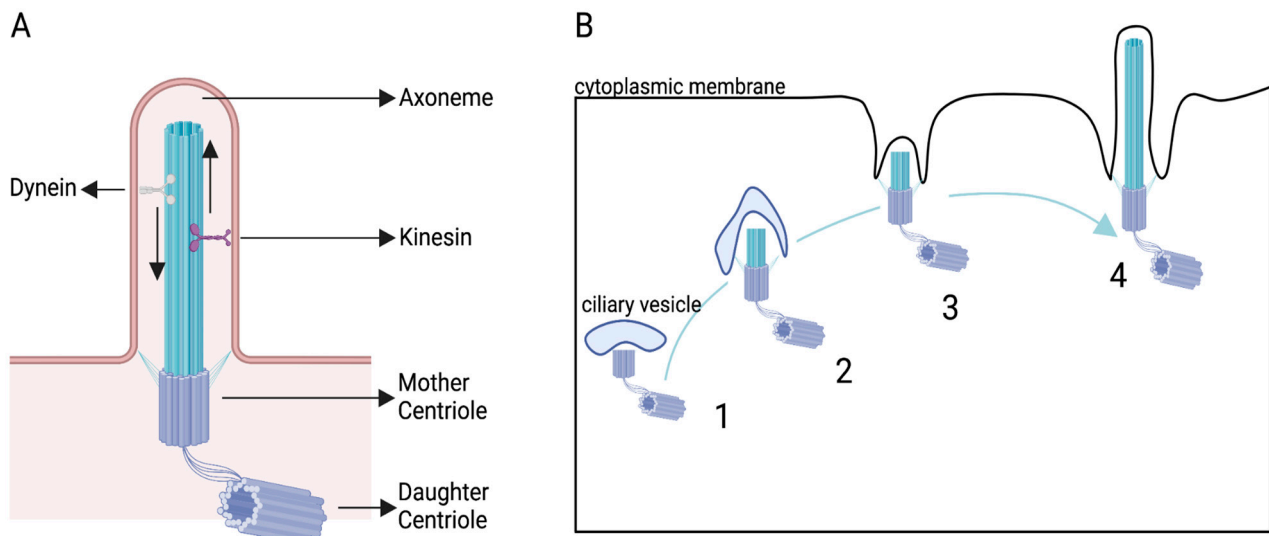 A
Axoneme
Dynein
Kinesin
Mother
Centriole
Daughter
Centriole
B
cytoplasmic membrane
ciliary vesicle
1
2
3
4